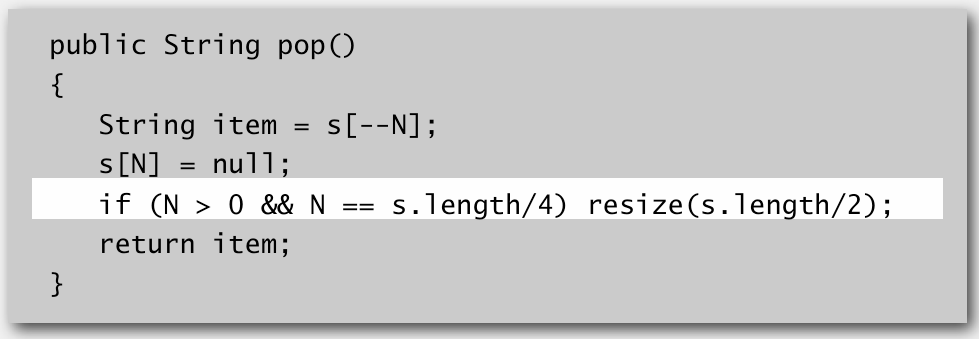 public String pop()
{
   String item = s[--N];
   s[N] = null;
   if (N > 0 && N == s.length/4) resize(s.length/2);
   return item;
}